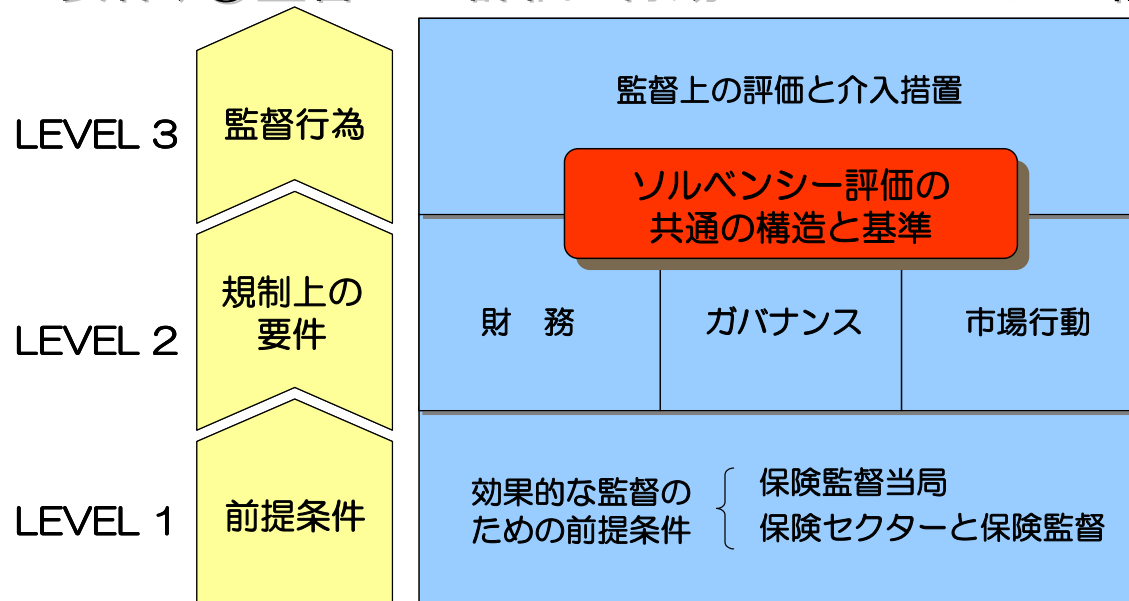 LEVEL 3
監督行為
監督上の評価と介入措置
ソルベンシー評価の
共通の構造と基準
LEVEL 2
規制上の
要件
財　務
ガバナンス
市場行動
LEVEL 1
前提条件
効果的な監督の
ための前提条件
保険監督当局
保険セクターと保険監督